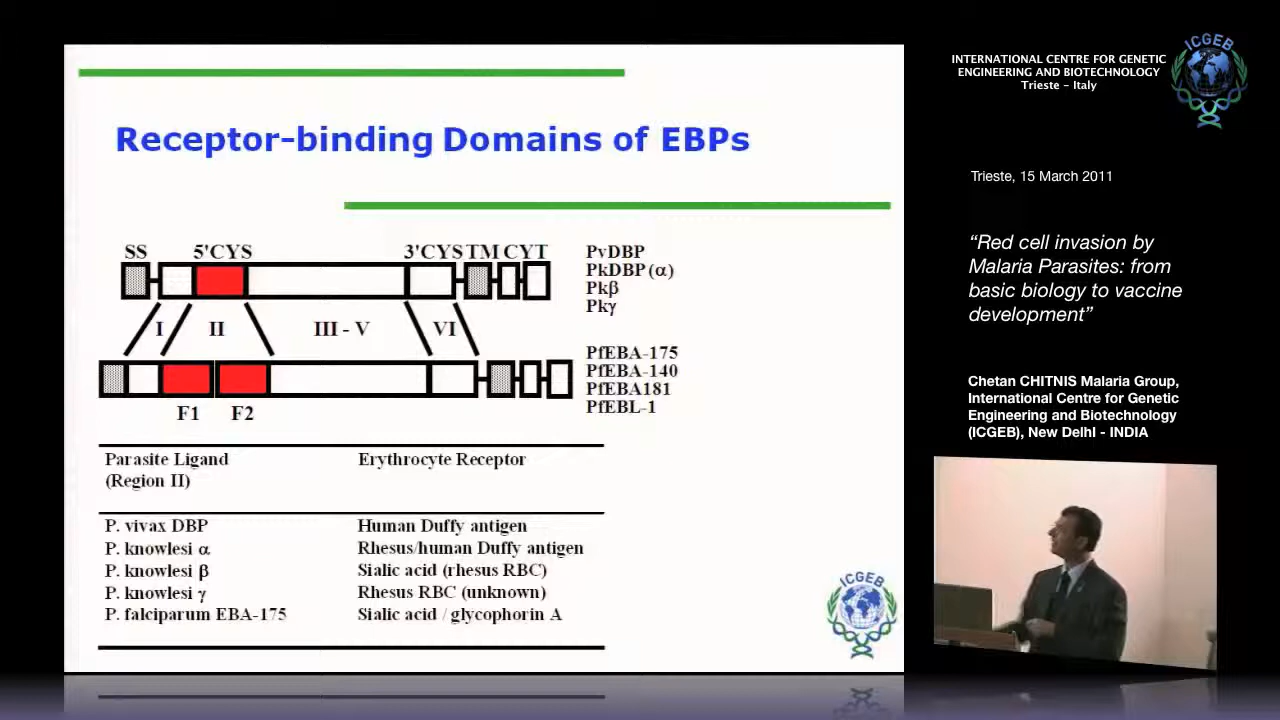 Receptor-binding Domains of EBPs
SS 5'CYS 3'CYS TM CYT
PvDBP
PkDBP (α)
Pkβ
Pkγ
I II III - V VI
PfEBA-175
PfEBA-140
PfEBA181
PfEBL-1
F1 F2
Parasite Ligand Erythrocyte Receptor
(Region II)
P. vivax DBP Human Duffy antigen
P. knowlesi α Rhesus/human Duffy antigen
P. knowlesi β Sialic acid (rhesus RBC)
P. knowlesi γ Rhesus RBC (unknown)
P. falciparum EBA-175 Sialic acid / glycophorin A
ICGEB
INTERNATIONAL CENTRE FOR GENETIC
ENGINEERING AND BIOTECHNOLOGY
Trieste - Italy
ICGEB
Trieste, 15 March 2011
“Red cell invasion by
Malaria Parasites: from
basic biology to vaccine
development”
Chetan CHITNIS Malaria Group,
International Centre for Genetic
Engineering and Biotechnology
(ICGEB), New DelhI - INDIA